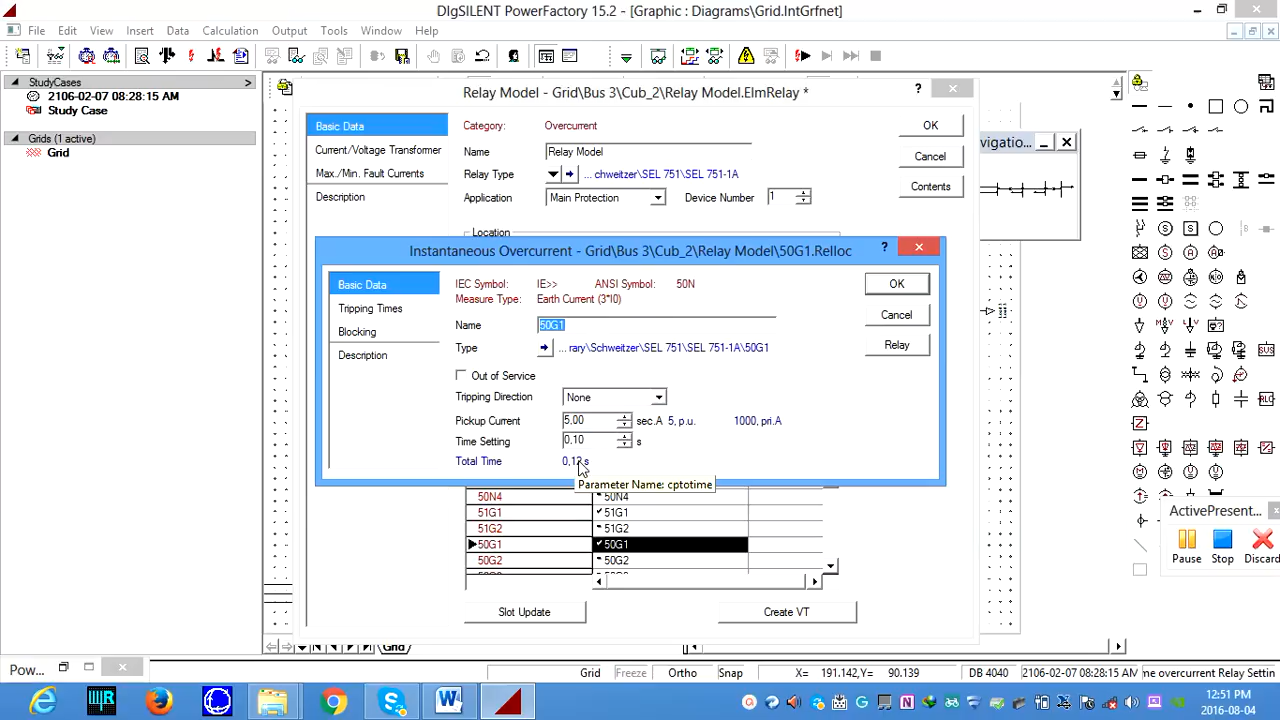 DIgSILENT PowerFactory 15.2 - [Graphic : Diagrams\Grid.IntGrfnet]
File Edit View Insert Data Calculation Output Tools Window Help
StudyCases >
2106-02-07 08:28:15 AM
Study Case
Grids (1 active)
Grid
Relay Model - Grid\Bus 3\Cub_2\Relay Model.ElmRelay *
?
Basic Data
Current/Voltage Transformer
Max./Min. Fault Currents
Description
Category: Overcurrent
Name Relay Model
Relay Type ... chweitzer\SEL 751\SEL 751-1A
Application Main Protection Device Number 1
Location
OK
Cancel
Contents
vigatio...
Instantaneous Overcurrent - Grid\Bus 3\Cub_2\Relay Model\50G1.RelIoc
?
Basic Data
Tripping Times
Blocking
Description
IEC Symbol: IE>> ANSI Symbol: 50N
Measure Type: Earth Current (3*I0)
Name 50G1
Type ... rary\Schweitzer\SEL 751\SEL 751-1A\50G1
Out of Service
Tripping Direction None
Pickup Current 5,00 sec.A 5, p.u. 1000, pri.A
Time Setting 0,10 s
Total Time
Parameter Name: cptotime
OK
Cancel
Relay
50N4 50N4
51G1 51G1
51G2 51G2
50G1 50G1
50G2 50G2
Slot Update Create VT
ActivePresent...
Pause Stop Discard
Grid
Pow...
Grid Freeze Ortho Snap X= 191.142, Y= 90.139 DB 4040 2106-02-07 08:28:15 AM me overcurrent Relay Settin
12:51 PM
2016-08-04